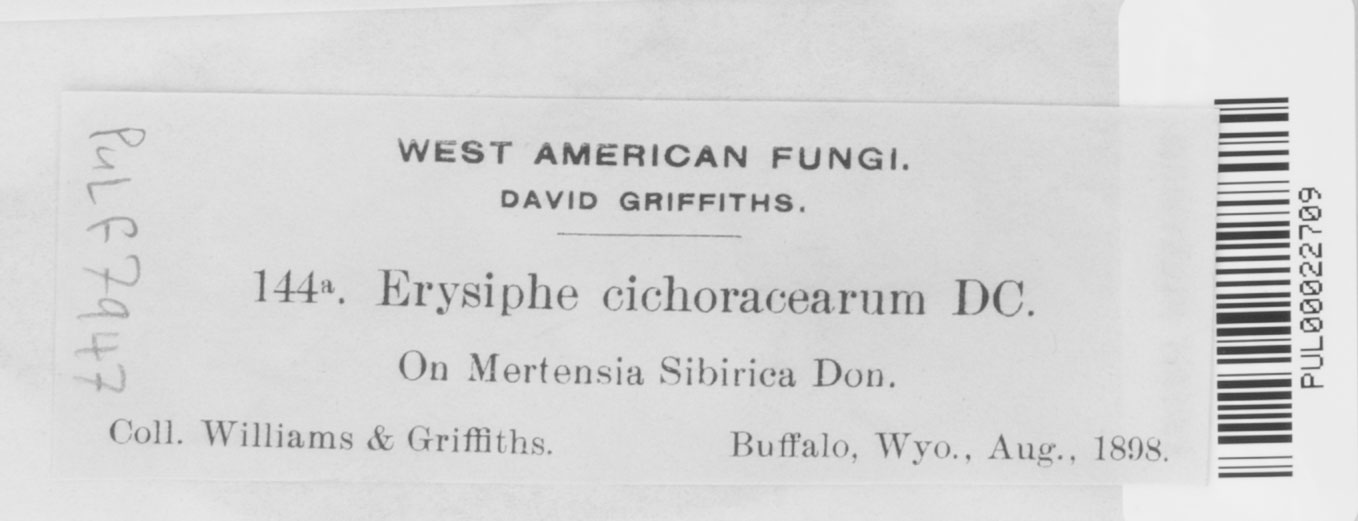 WEST AMERICAN FUNGI.
DAVID GRIFFITHS.
144a. Erysiphe cichoracearum DC.
On Mertensia Sibirica Don.
Coll. Williams & Griffiths.
Buffalo, Wyo., Aug., 1898.
PUL F7947
PUL00022709